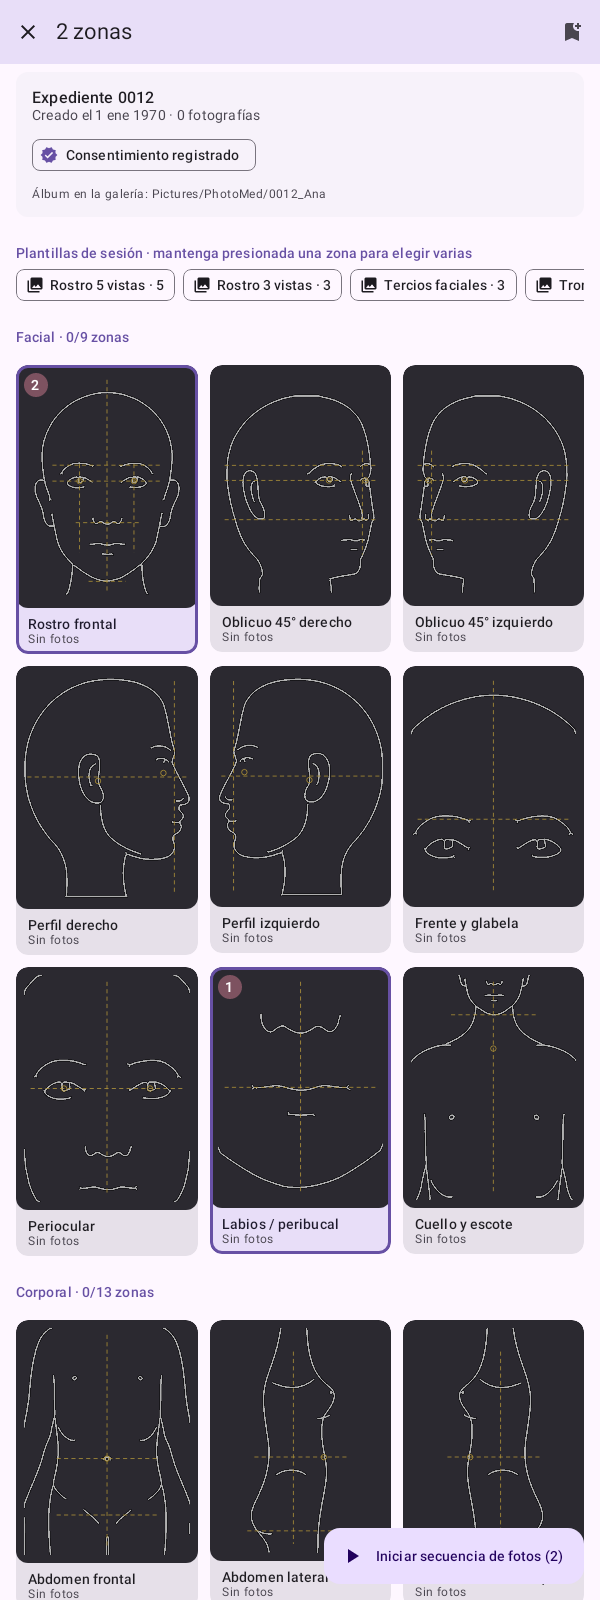 2 zonas
Expediente 0012
Creado el 1 ene 1970 · 0 fotografías
Consentimiento registrado
Álbum en la galería: Pictures/PhotoMed/0012_Ana
Plantillas de sesión · mantenga presionada una zona para elegir varias
Rostro 5 vistas · 5
Rostro 3 vistas · 3
Tercios faciales · 3
Facial · 0/9 zonas
2
Rostro frontal
Sin fotos
Oblicuo 45° derecho
Sin fotos
Oblicuo 45° izquierdo
Sin fotos
Perfil derecho
Sin fotos
Perfil izquierdo
Sin fotos
Frente y glabela
Sin fotos
Periocular
Sin fotos
1
Labios / peribucal
Sin fotos
Cuello y escote
Sin fotos
Corporal · 0/13 zonas
Abdomen frontal
Sin fotos
Abdomen lateral
Sin fotos
Sin fotos
Iniciar secuencia de fotos (2)